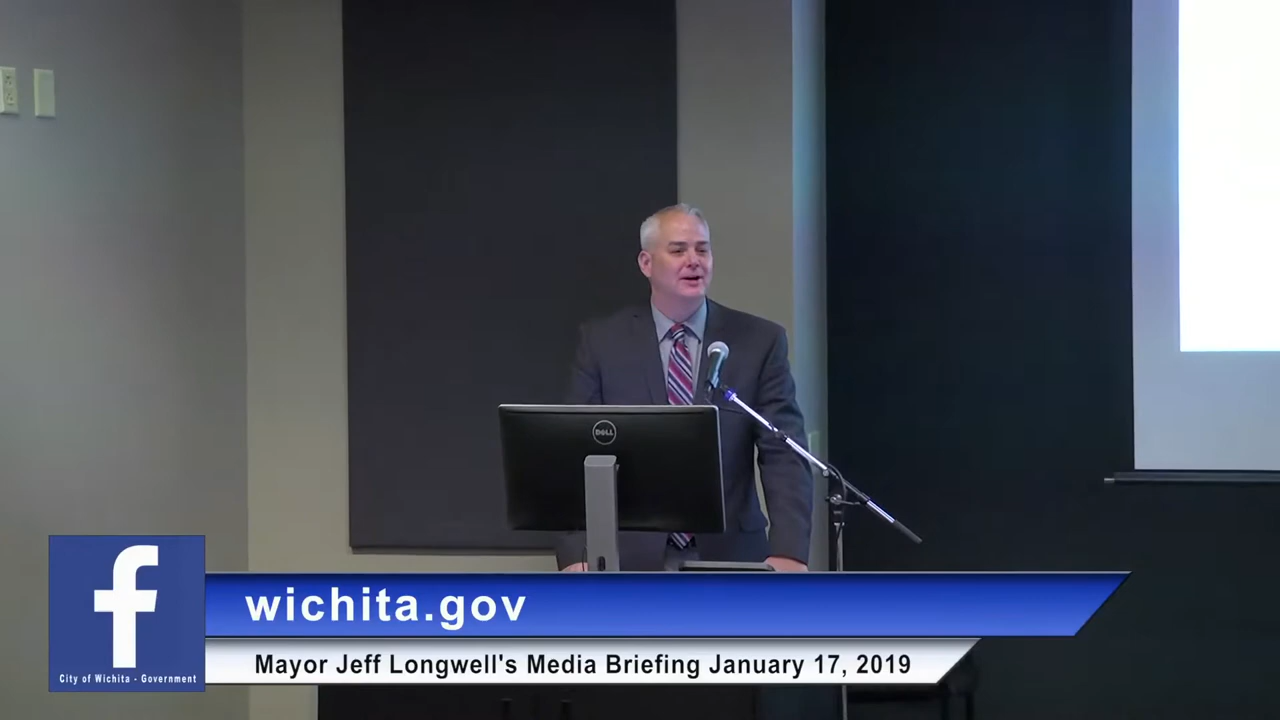 DELL
wichita.gov
f
City of Wichita - Government
Mayor Jeff Longwell's Media Briefing January 17, 2019